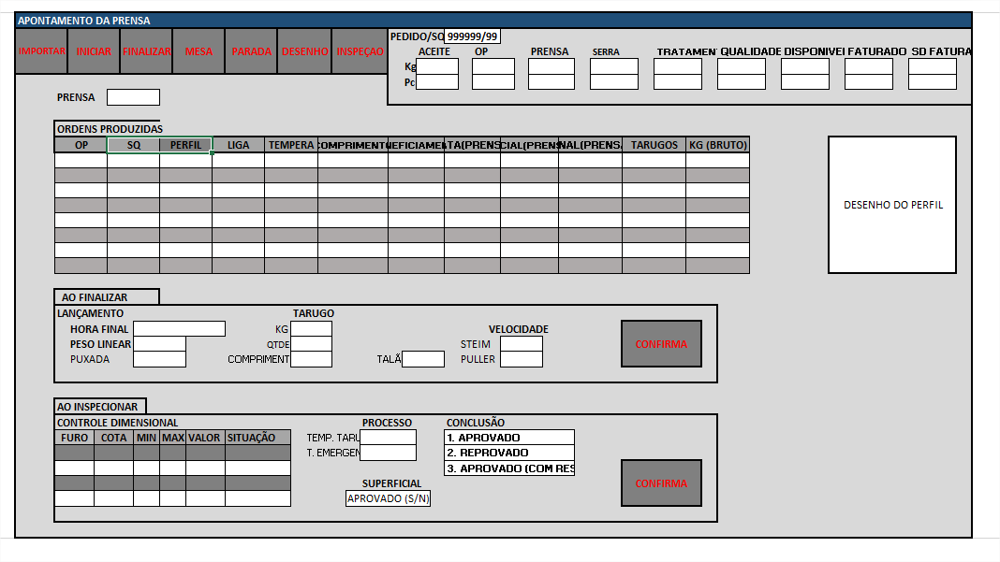 APONTAMENTO DA PRENSA
IMPORTAR INICIAR FINALIZAR MESA PARADA DESENHO INSPEÇAO
PEDIDO/SQ 999999/99
ACEITE OP PRENSA SERRA TRATAMEN QUALIDADE DISPONIVEI FATURADO SD FATURA
Kg
Pc
PRENSA
ORDENS PRODUZIDAS
OP SQ PERFIL LIGA TEMPERA COMPRIMENTO NEFICIAMEN TA(PRENS CIAL(PRENS NAL(PRENSA TARUGOS KG (BRUTO)
DESENHO DO PERFIL
AO FINALIZAR
LANÇAMENTO TARUGO
HORA FINAL KG VELOCIDADE
PESO LINEAR QTDE STEIM
PUXADA COMPRIMENT TALÃ PULLER
CONFIRMA
AO INSPECIONAR
CONTROLE DIMENSIONAL PROCESSO CONCLUSÃO
FURO COTA MIN MAX VALOR SITUAÇÃO TEMP. TARU 1. APROVADO
T. EMERGEN 2. REPROVADO
3. APROVADO (COM RES
SUPERFICIAL
APROVADO (S/N)
CONFIRMA